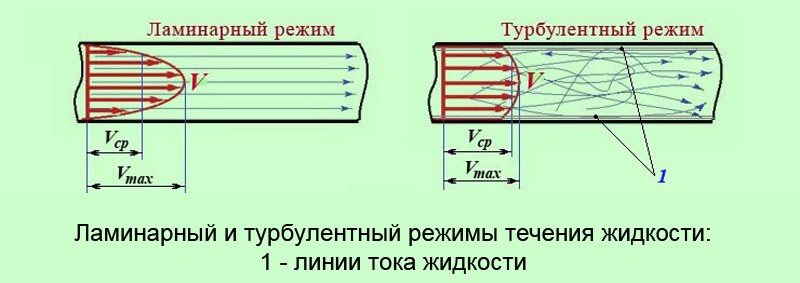 Ламинарный режим
Турбулентный режим
V
V
Vср
Vср
Vmax
Vmax
1
Ламинарный и турбулентный режимы течения жидкости:
1 - линии тока жидкости